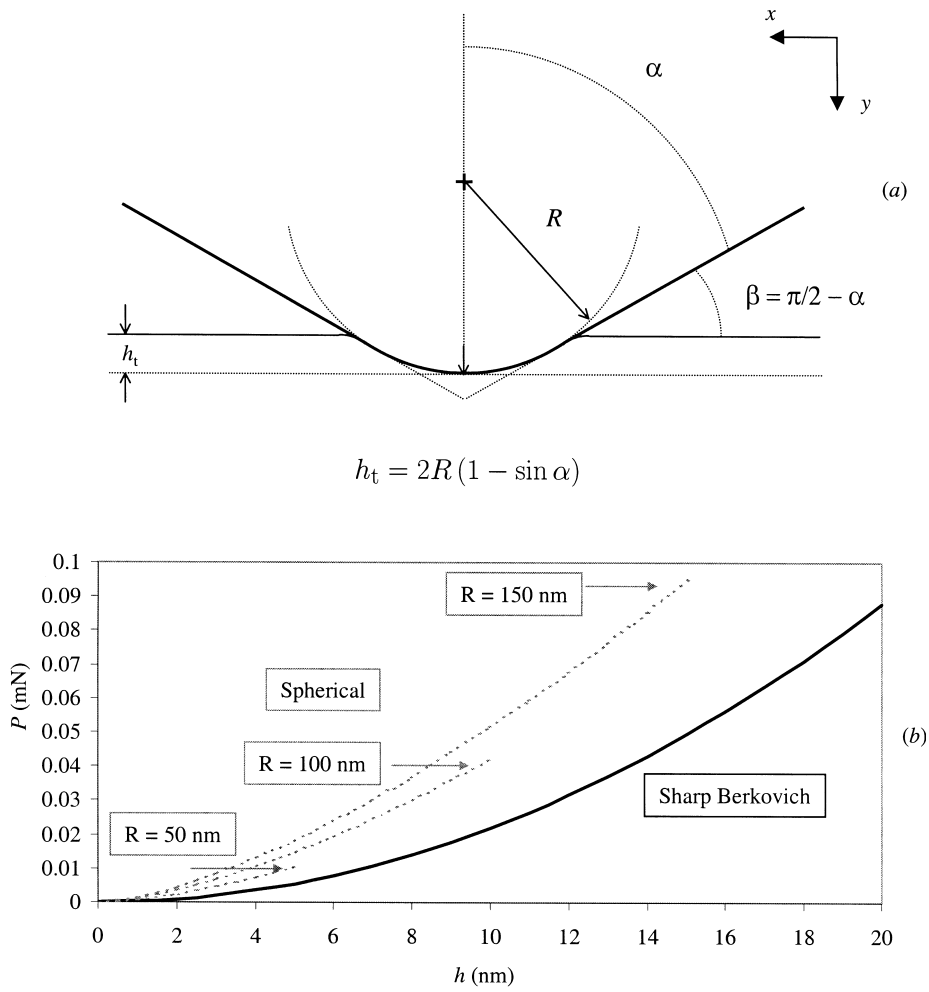 x
α
y
(a)
R
β = π/2 − α
hₜ
hₜ = 2R (1 − sin α)
0.1
R = 150 nm
0.09
0.08
0.07
Spherical
0.06
P (mN)
0.05
(b)
0.04
R = 100 nm
0.03
Sharp Berkovich
0.02
R = 50 nm
0.01
0
0 2 4 6 8 10 12 14 16 18 20
h (nm)